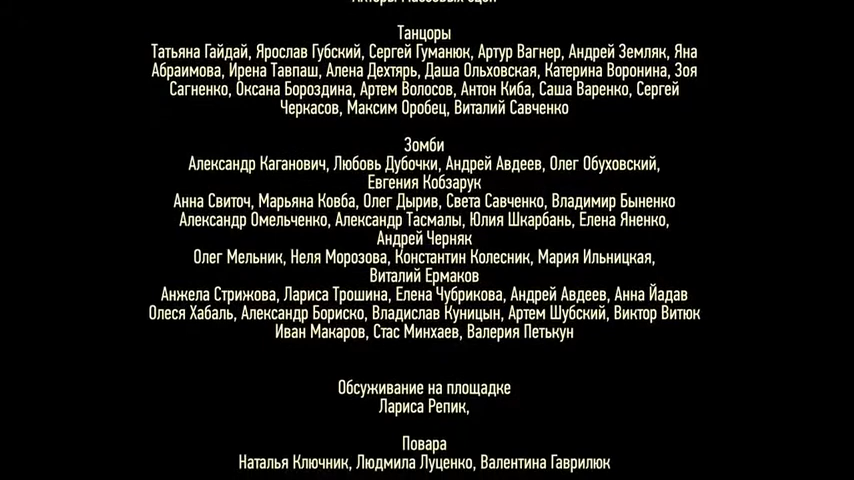 Акторы массовых сцен
Танцоры
Татьяна Гайдай, Ярослав Губский, Сергей Гуманюк, Артур Вагнер, Андрей Земляк, Яна
Абраимова, Ирена Тавпаш, Алена Дехтярь, Даша Ольховская, Катерина Воронина, Зоя
Сагненко, Оксана Бороздина, Артем Волосов, Антон Киба, Саша Варенко, Сергей
Черкасов, Максим Оробец, Виталий Савченко
Зомби
Александр Каганович, Любовь Дубочки, Андрей Авдеев, Олег Обуховский,
Евгения Кобзарук
Анна Свиточ, Марьяна Ковба, Олег Дырив, Света Савченко, Владимир Быненко
Александр Омельченко, Александр Тасмалы, Юлия Шкарбань, Елена Яненко,
Андрей Черняк
Олег Мельник, Неля Морозова, Константин Колесник, Мария Ильницкая,
Виталий Ермаков
Анжела Стрижова, Лариса Трошина, Елена Чубрикова, Андрей Авдеев, Анна Йадав
Олеся Хабаль, Александр Бориско, Владислав Куницын, Артем Шубский, Виктор Витюк
Иван Макаров, Стас Минхаев, Валерия Петькун
Обсуживание на площадке
Лариса Репик,
Повара
Наталья Ключник, Людмила Луценко, Валентина Гаврилюк